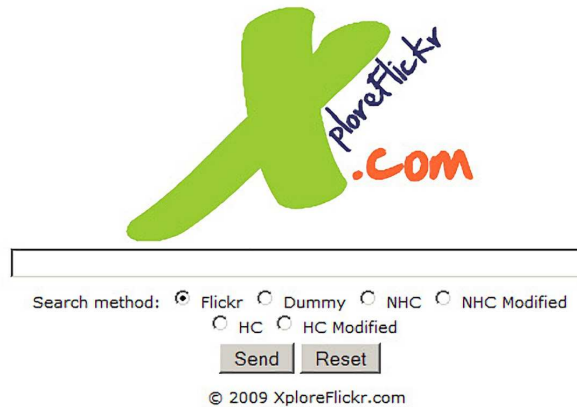 XploreFlickr
.com
Search method: Flickr Dummy NHC NHC Modified
HC HC Modified
Send Reset
© 2009 XploreFlickr.com